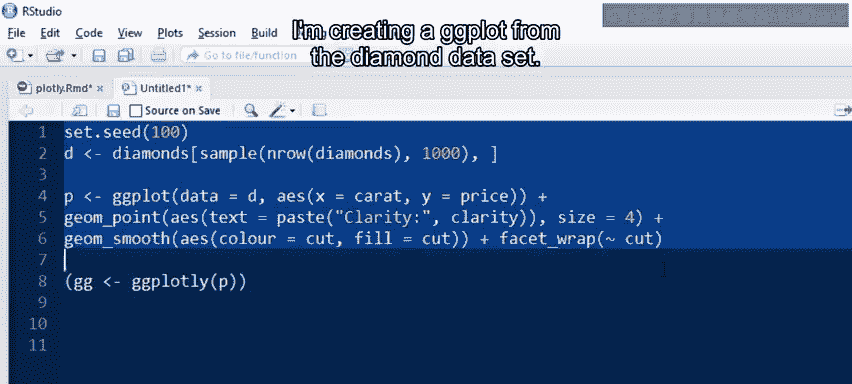 RStudio
I'm creating a ggplot from
the diamond data set.
File Edit Code View Plots Session Build
Go to file/function
plotly.Rmd* × Untitled1* ×
Source on Save
1 set.seed(100)
2 d <- diamonds[sample(nrow(diamonds), 1000), ]
3
4 p <- ggplot(data = d, aes(x = carat, y = price)) +
5 geom_point(aes(text = paste("Clarity:", clarity)), size = 4) +
6 geom_smooth(aes(colour = cut, fill = cut)) + facet_wrap(~ cut)
7
8 (gg <- ggplotly(p))
9
10
11